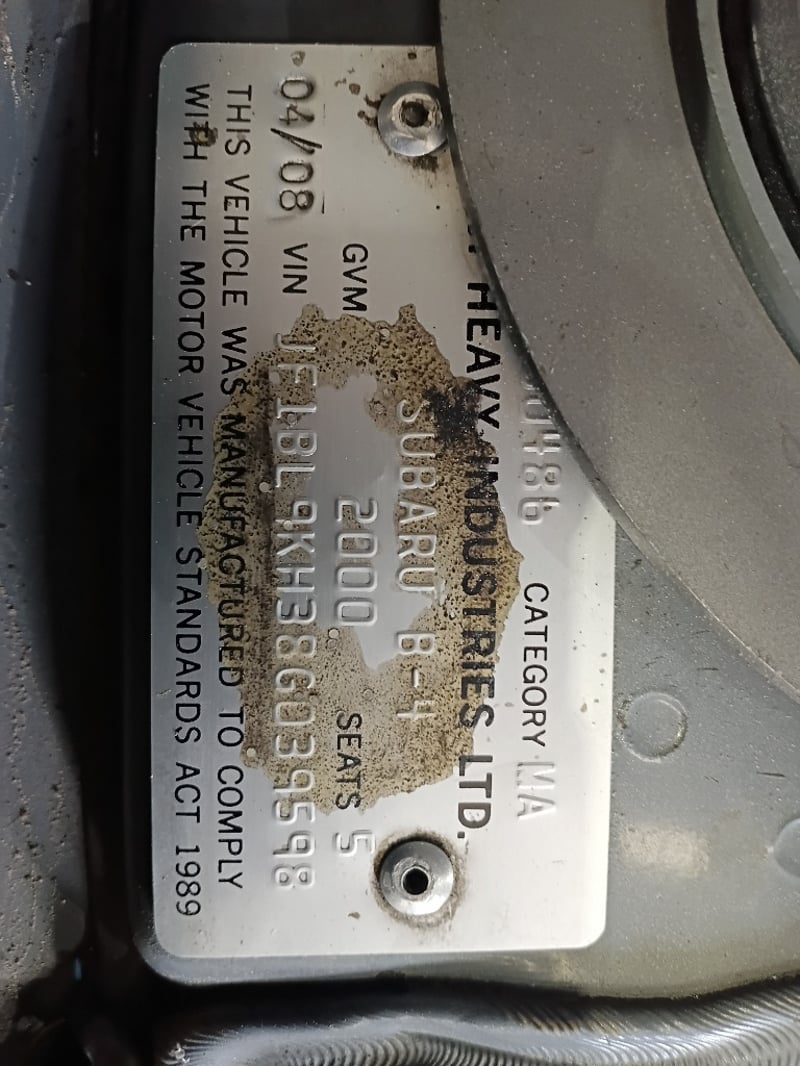 0486 CATEGORY MA
HEAVY INDUSTRIES LTD.
SUBARU B-4
GVM 2000 SEATS 5
04/08 VIN JF1BL9KH38G039598
THIS VEHICLE WAS MANUFACTURED TO COMPLY
WITH THE MOTOR VEHICLE STANDARDS ACT 1989